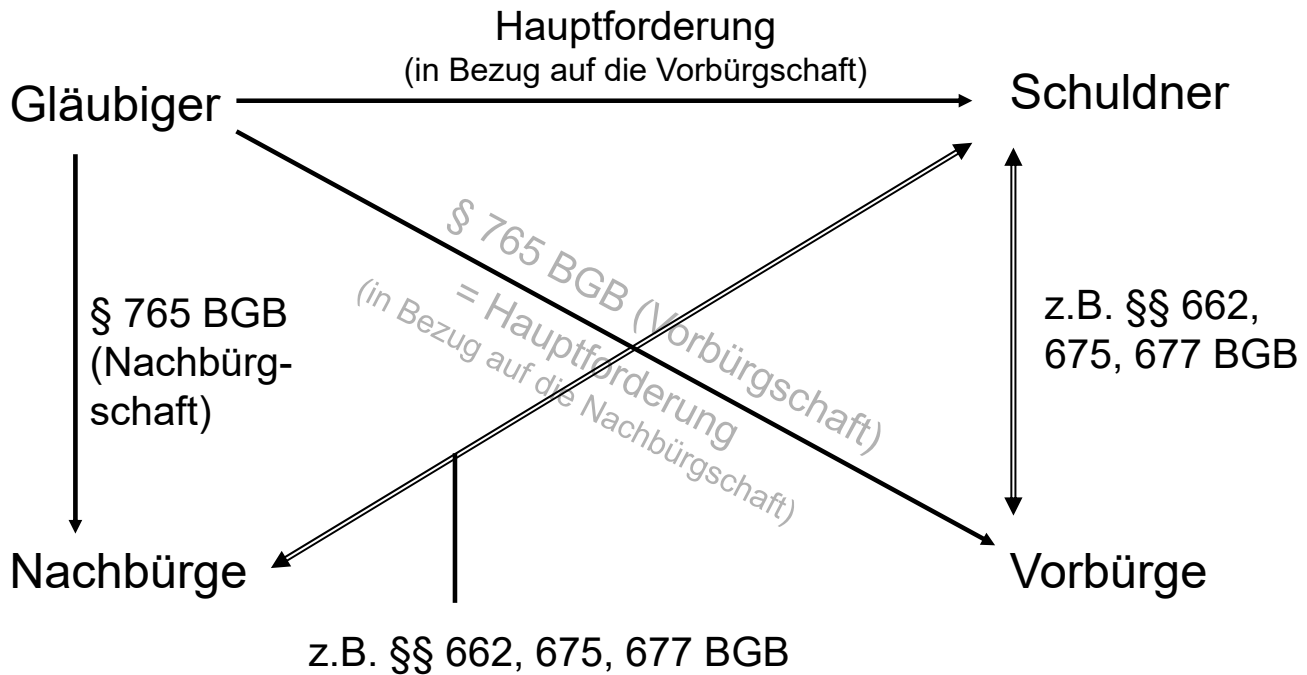 Hauptforderung
(in Bezug auf die Vorbürgschaft)
Gläubiger
Schuldner
§ 765 BGB (Vorbürgschaft)
= Hauptforderung
(in Bezug auf die Nachbürgschaft)
§ 765 BGB
(Nachbürg-
schaft)
z.B. §§ 662,
675, 677 BGB
Nachbürge
Vorbürge
z.B. §§ 662, 675, 677 BGB